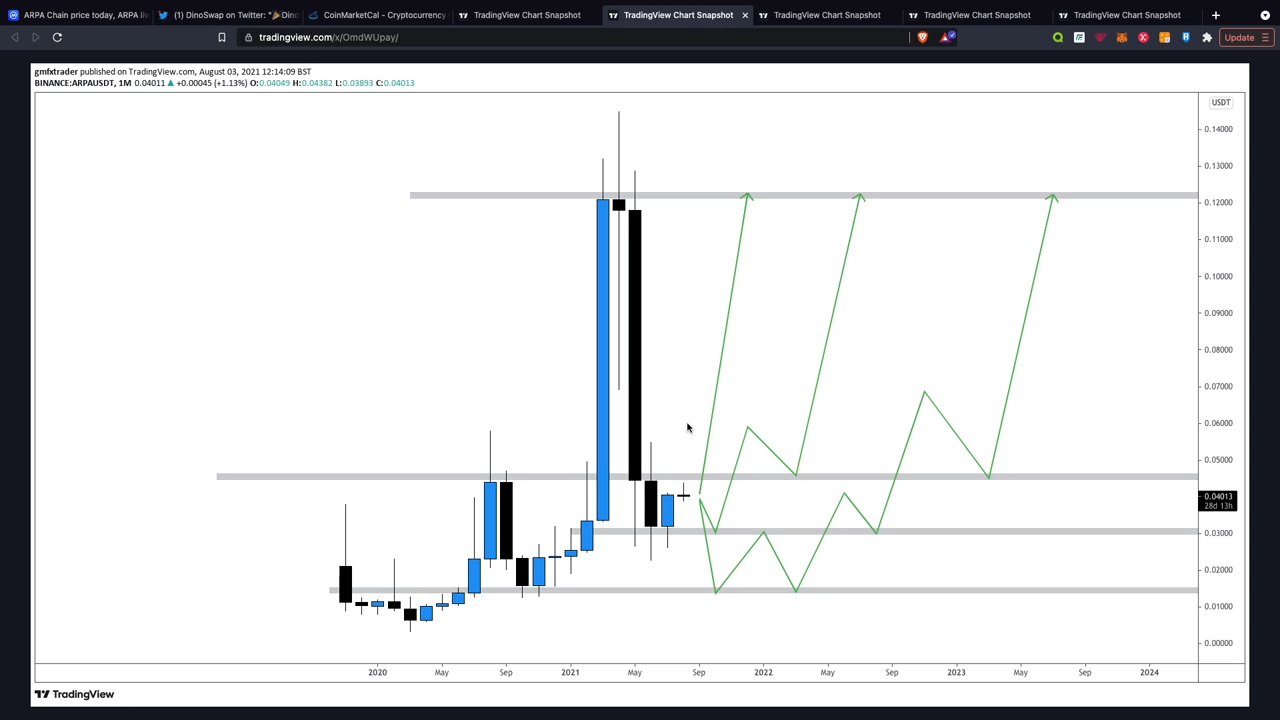 ARPA Chain price today, ARPA liv
(1) DinoSwap on Twitter: "🎉Din
CoinMarketCal - Cryptocurrency
TradingView Chart Snapshot
TradingView Chart Snapshot
TradingView Chart Snapshot
TradingView Chart Snapshot
TradingView Chart Snapshot
tradingview.com/x/OmdWUpay/
Update
gmfxtrader published on TradingView.com, August 03, 2021 12:14:09 BST
BINANCE:ARPAUSDT, 1M 0.04011 ▲ +0.00045 (+1.13%) O:0.04049 H:0.04382 L:0.03893 C:0.04013
USDT
0.14000
0.13000
0.12000
0.11000
0.10000
0.09000
0.08000
0.07000
0.06000
0.05000
0.04013
28d 13h
0.03000
0.02000
0.01000
0.00000
2020 May Sep 2021 May Sep 2022 May Sep 2023 May Sep 2024
TradingView